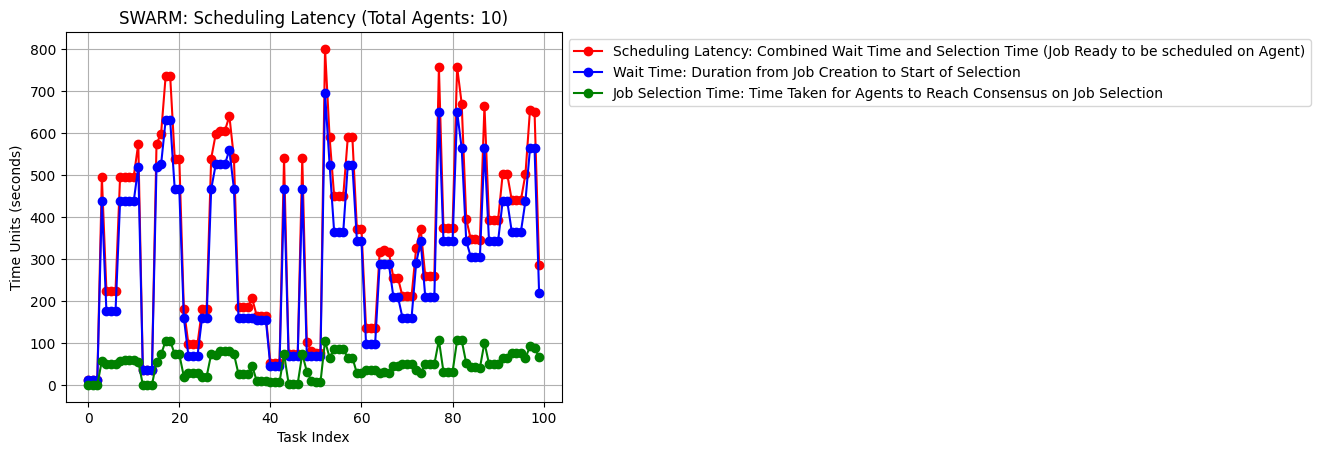 SWARM: Scheduling Latency (Total Agents: 10)
Scheduling Latency: Combined Wait Time and Selection Time (Job Ready to be scheduled on Agent)
Wait Time: Duration from Job Creation to Start of Selection
Job Selection Time: Time Taken for Agents to Reach Consensus on Job Selection
Time Units (seconds)
800
700
600
500
400
300
200
100
0
0 20 40 60 80 100
Task Index